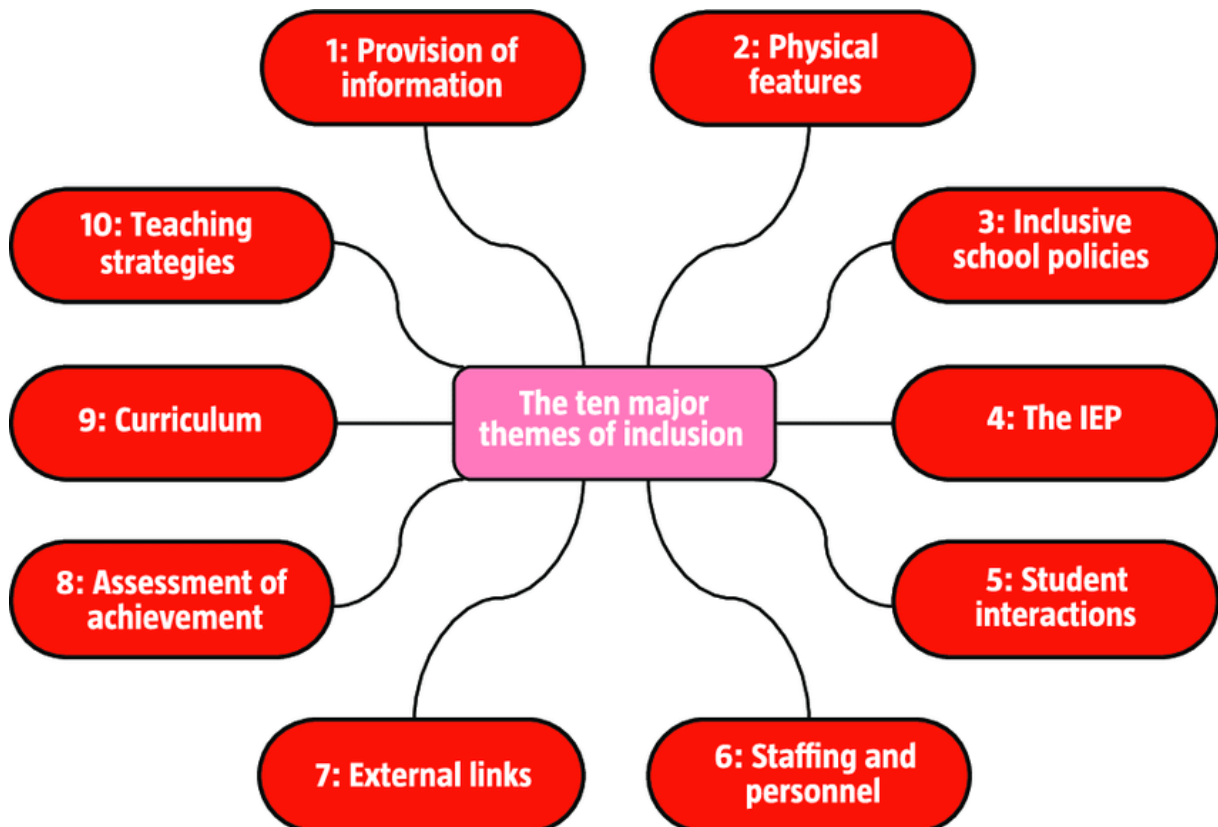 1: Provision of
information
2: Physical
features
3: Inclusive
school policies
4: The IEP
5: Student
interactions
6: Staffing and
personnel
7: External links
8: Assessment of
achievement
9: Curriculum
10: Teaching
strategies
The ten major
themes of inclusion